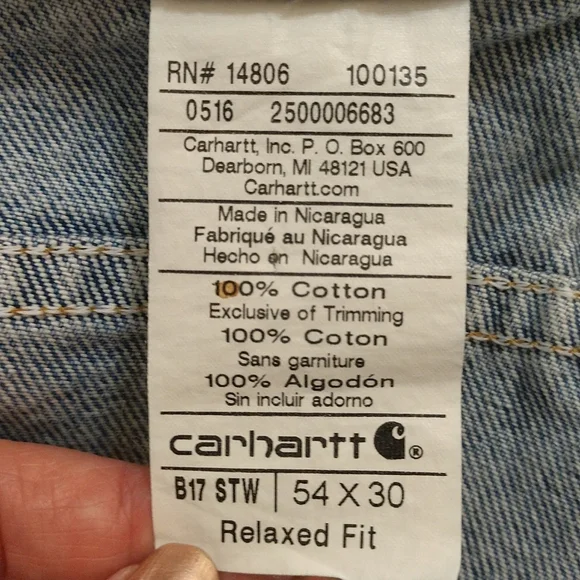 RN# 14806 100135
0516 2500006683
Carhartt, Inc. P. O. Box 600
Dearborn, MI 48121 USA
Carhartt.com
Made in Nicaragua
Fabriqué au Nicaragua
Hecho en Nicaragua
100% Cotton
Exclusive of Trimming
100% Coton
Sans garniture
100% Algodón
Sin incluir adorno
carhartt ®
B17 STW | 54 X 30
Relaxed Fit